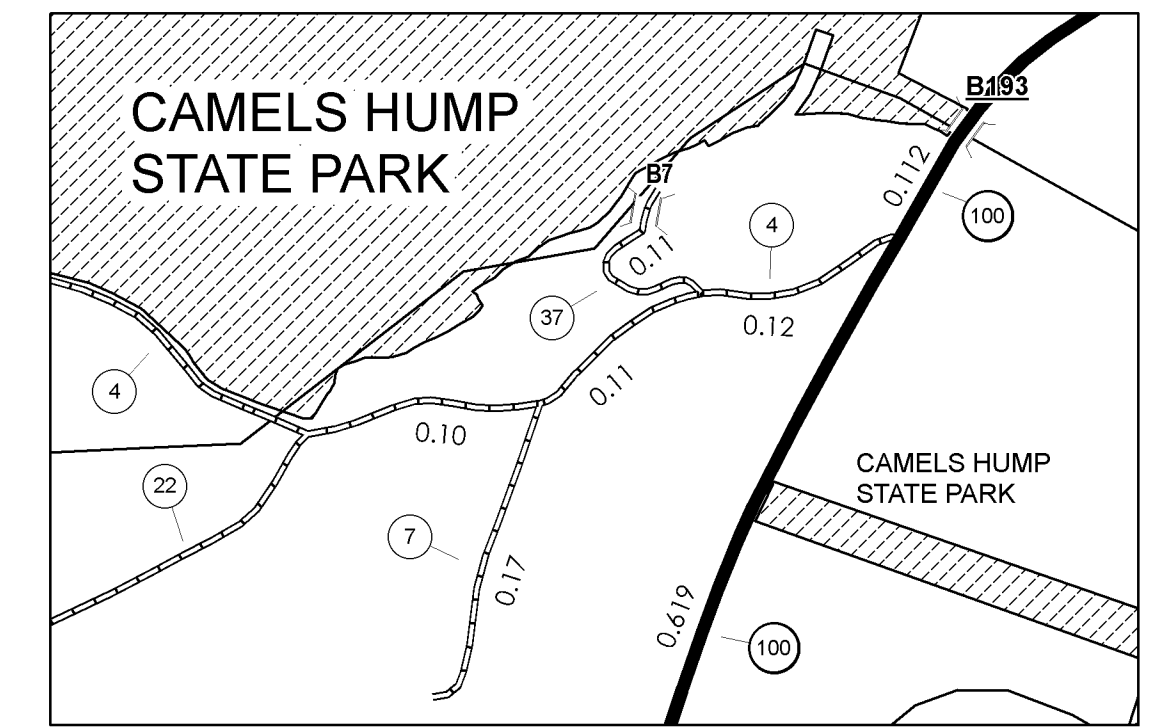 CAMELS HUMP
STATE PARK
B193
B7
0.112
100
4
0.11
37
0.12
4
0.11
0.10
22
CAMELS HUMP
STATE PARK
7
0.17
0.619
100